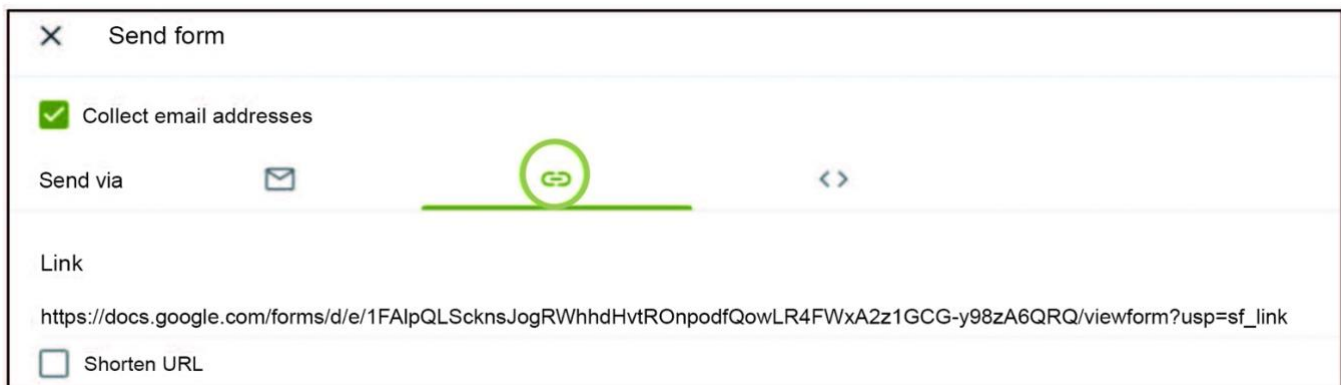 Send form
Collect email addresses
Send via
Link
https://docs.google.com/forms/d/e/1FAIpQLScknsJogRWhhdHvtROnpodfQowLR4FWxA2z1GCG-y98zA6QRQ/viewform?usp=sf_link
Shorten URL